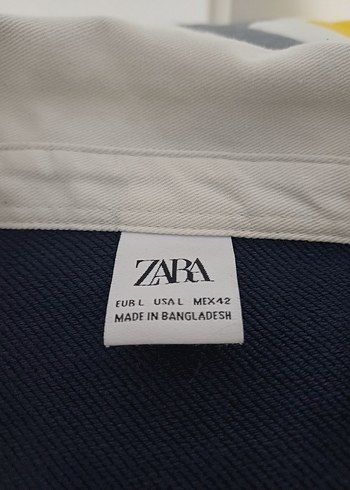 ZARA
EUR L USA L MEX 42
MADE IN BANGLADESH